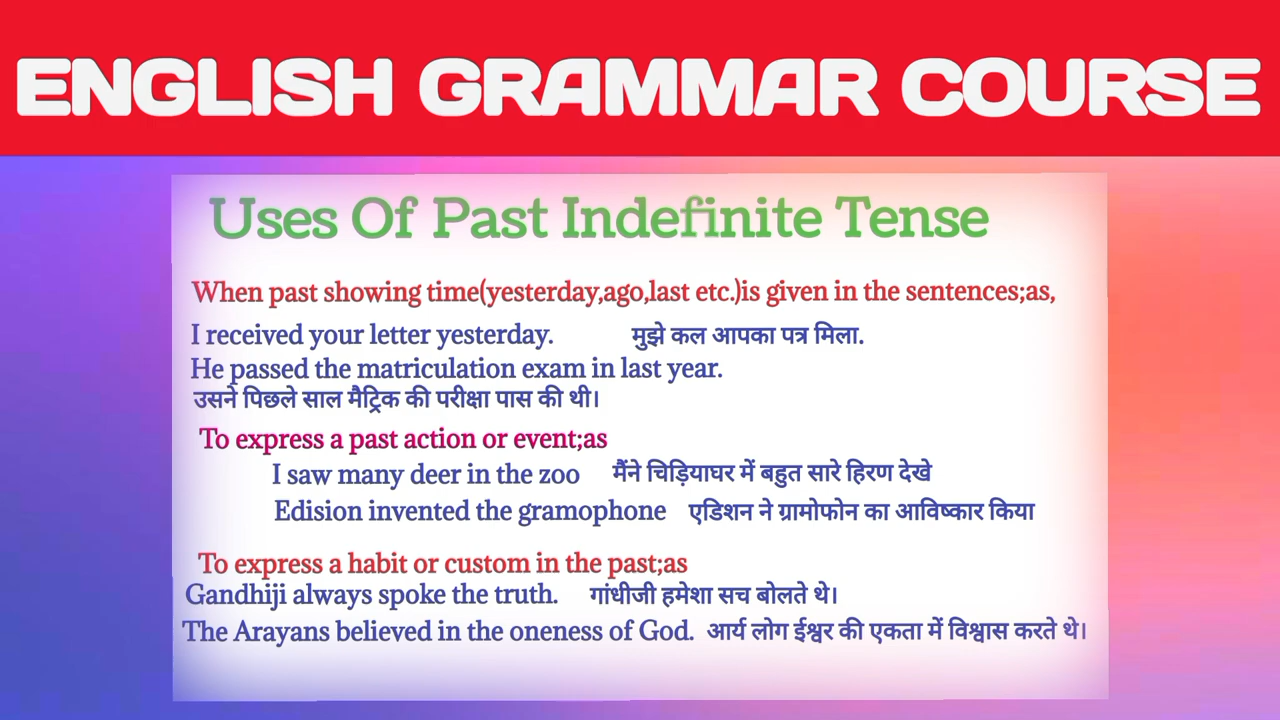 ENGLISH GRAMMAR COURSE
Uses Of Past Indefinite Tense
When past showing time(yesterday,ago,last etc.)is given in the sentences;as,
I received your letter yesterday. मुझे कल आपका पत्र मिला.
He passed the matriculation exam in last year.
उसने पिछले साल मैट्रिक की परीक्षा पास की थी।
To express a past action or event;as
I saw many deer in the zoo मैंने चिड़ियाघर में बहुत सारे हिरण देखे
Edision invented the gramophone एडिशन ने ग्रामोफोन का आविष्कार किया
To express a habit or custom in the past;as
Gandhiji always spoke the truth. गांधीजी हमेशा सच बोलते थे।
The Arayans believed in the oneness of God. आर्य लोग ईश्वर की एकता में विश्वास करते थे।